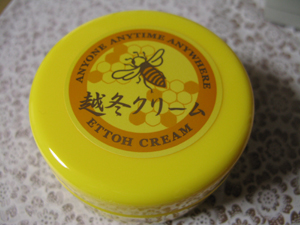 ANYONE ANYTIME ANYWHERE
越冬クリーム
ETTOH CREAM